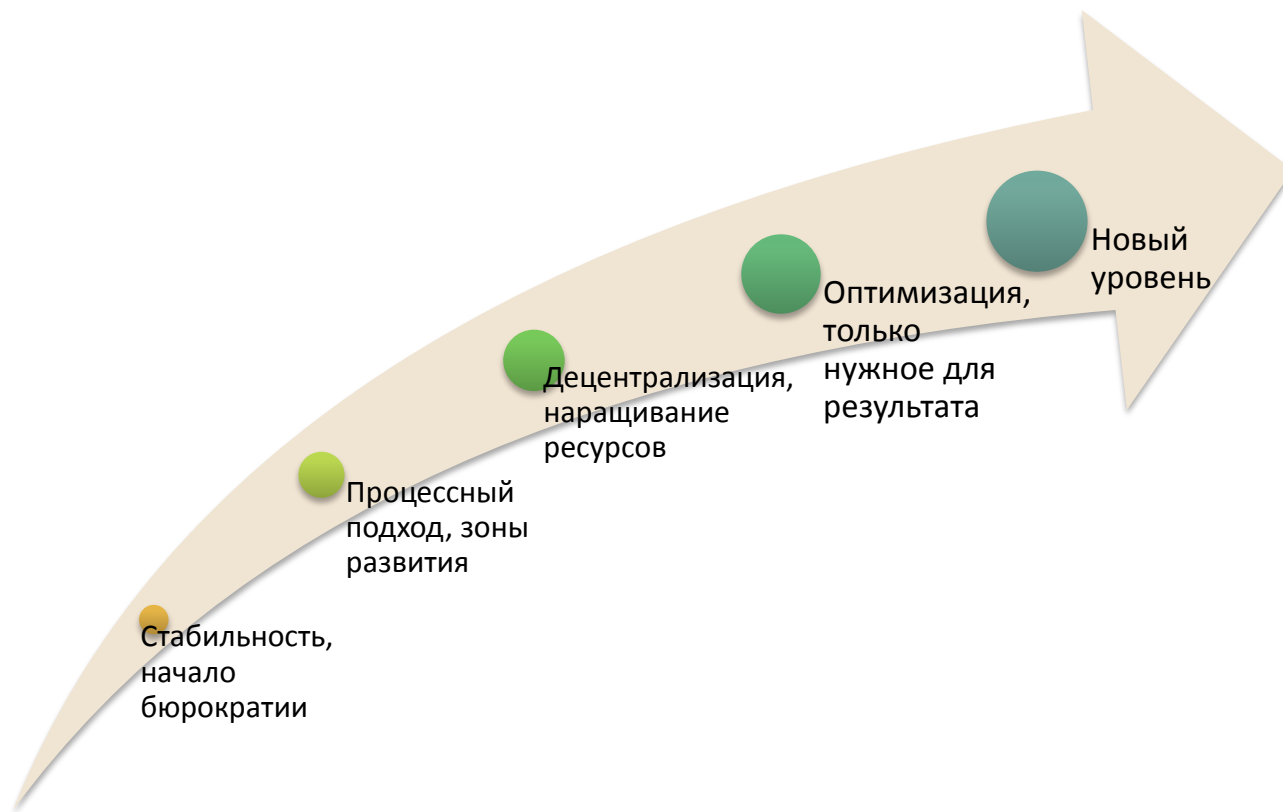 Новый
уровень
Оптимизация,
только
нужное для
результата
Децентрализация,
наращивание
ресурсов
Процессный
подход, зоны
развития
Стабильность,
начало
бюрократии